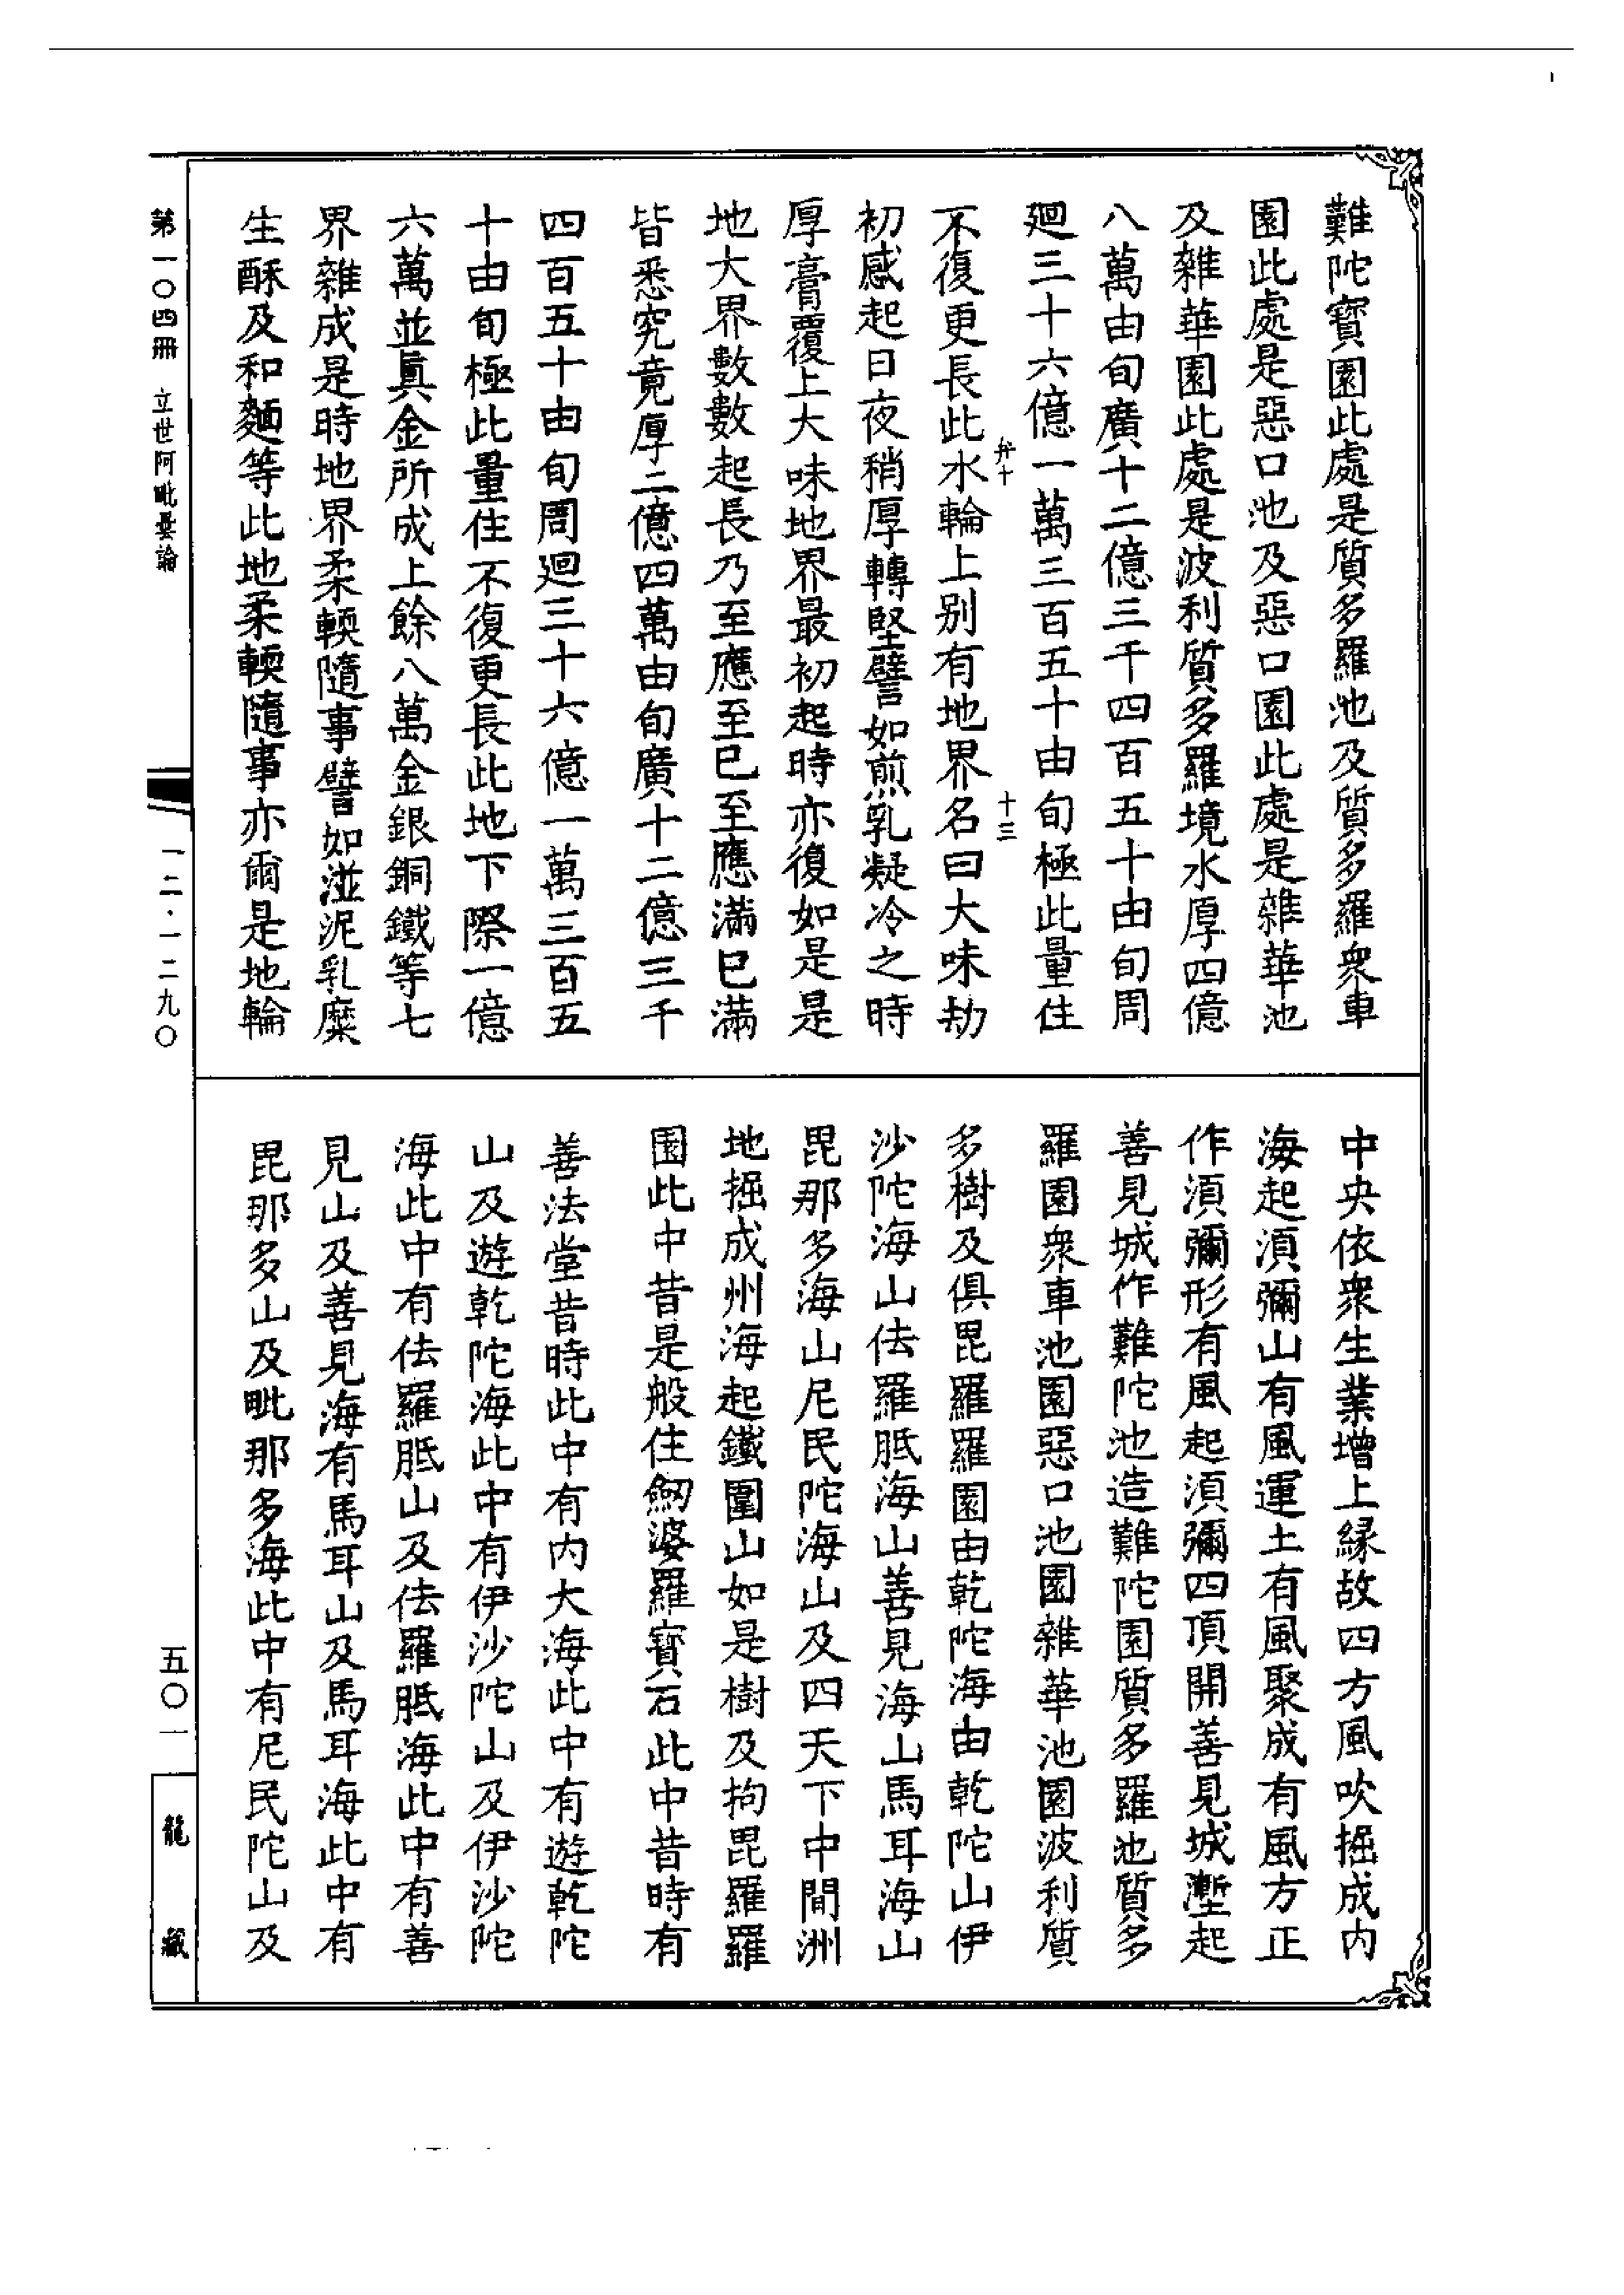 難陀寶園此處是質多羅池及質多羅衆車
園此處是惡口池及惡口園此處是雜華池
及雜華園此處是波利質多羅境水厚四億
八萬由旬廣十二億三千四百五十由旬周
廻三十六億一萬三百五十由旬極此量住
弁十 十三
不復更長此水輪上別有地界名曰大味劫
初感起日夜稍厚轉堅譬如煎乳凝冷之時
厚膏覆上大味地界最初起時亦復如是是
地大界數數起長乃至應至巳至應滿巳滿
皆悉究竟厚二億四萬由旬廣十二億三千
四百五十由旬周廻三十六億一萬三百五
十由旬極此量住不復更長此地下際一億
六萬並眞金所成上餘八萬金銀銅鐵等七
界雜成是時地界柔輭隨事譬如湴泥乳糜
生酥及和麵等此地柔輭隨事亦爾是地輪
中央依衆生業增上緣故四方風吹掘成内
海起須彌山有風運土有風聚成有風方正
作須彌形有風起須彌四頂開善見城壍起
善見城作難陀池造難陀園質多羅池質多
羅園衆車池園惡口池園雜華池園波利質
多樹及俱毘羅羅園由乾陀海由乾陀山伊
沙陀海山佉羅胝海山善見海山馬耳海山
毘那多海山尼民陀海山及四天下中間洲
地掘成州海起鐵圍山如是樹及拘毘羅羅
園此中昔是般住劒婆羅寶石此中昔時有
善法堂昔時此中有内大海此中有遊乾陀
山及遊乾陀海此中有伊沙陀山及伊沙陀
海此中有佉羅胝山及佉羅胝海此中有善
見山及善見海有馬耳山及馬耳海此中有
毘那多山及毗那多海此中有尼民陀山及
第一〇四冊 立世阿毗曇論
一二·一二九〇
五〇一
龍藏